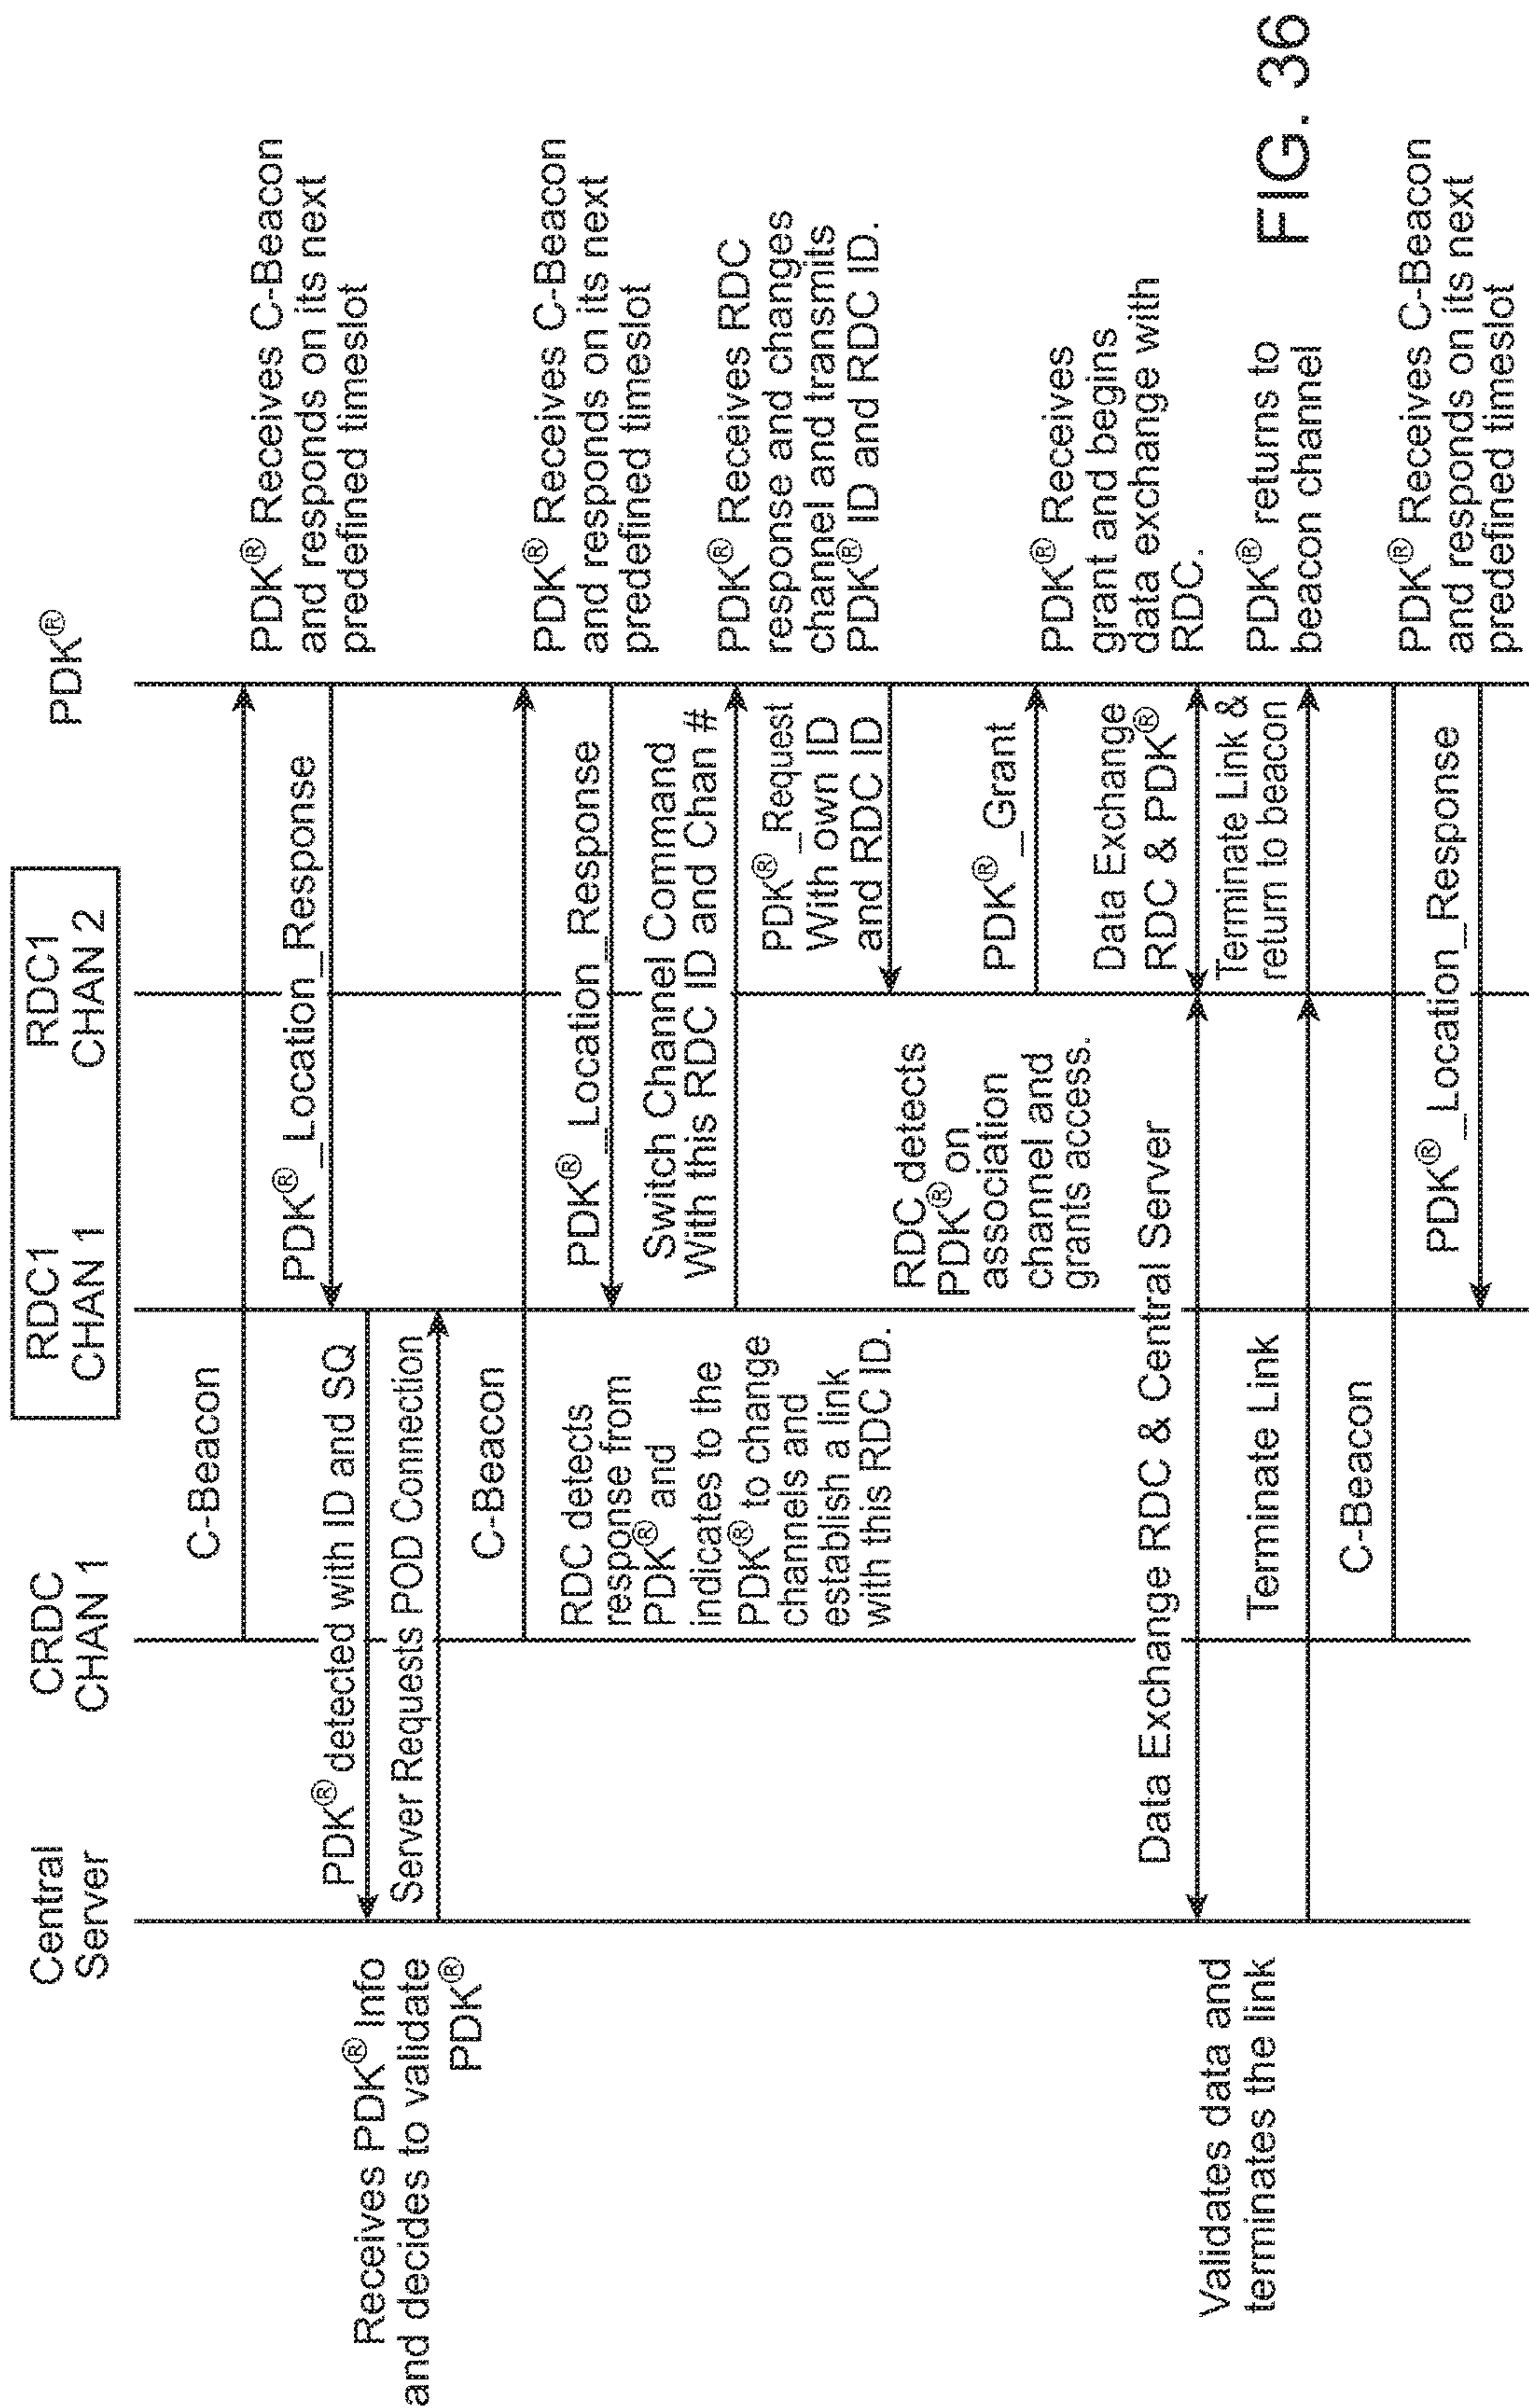 Central
Server
CRDC
CHAN 1
RDC1
CHAN 1
RDC1
CHAN 2
PDK®
C-Beacon
PDK® Receives C-Beacon
and responds on its next
predefined timeslot
PDK®_Location_Response
Receives PDK® Info
and decides to validate
PDK®
PDK® detected with ID and SQ
Server Requests POD Connection
C-Beacon
PDK® Receives C-Beacon
and responds on its next
predefined timeslot
PDK®_Location_Response
RDC detects
response from
PDK® and
indicates to the
PDK® to change
channels and
establish a link
with this RDC ID.
Switch Channel Command
With this RDC ID and Chan #
PDK® Receives RDC
response and changes
channel and transmits
PDK® ID and RDC ID.
PDK®_Request
With own ID
and RDC ID
RDC detects
PDK® on
association
channel and
grants access.
PDK®_Grant
PDK® Receives
grant and begins
data exchange with
RDC.
Data Exchange RDC & Central Server
Data Exchange
RDC & PDK®
Validates data and
terminates the link
Terminate Link
Terminate Link &
return to beacon
PDK® returns to
beacon channel
C-Beacon
PDK® Receives C-Beacon
and responds on its next
predefined timeslot
PDK®_Location_Response
FIG. 36